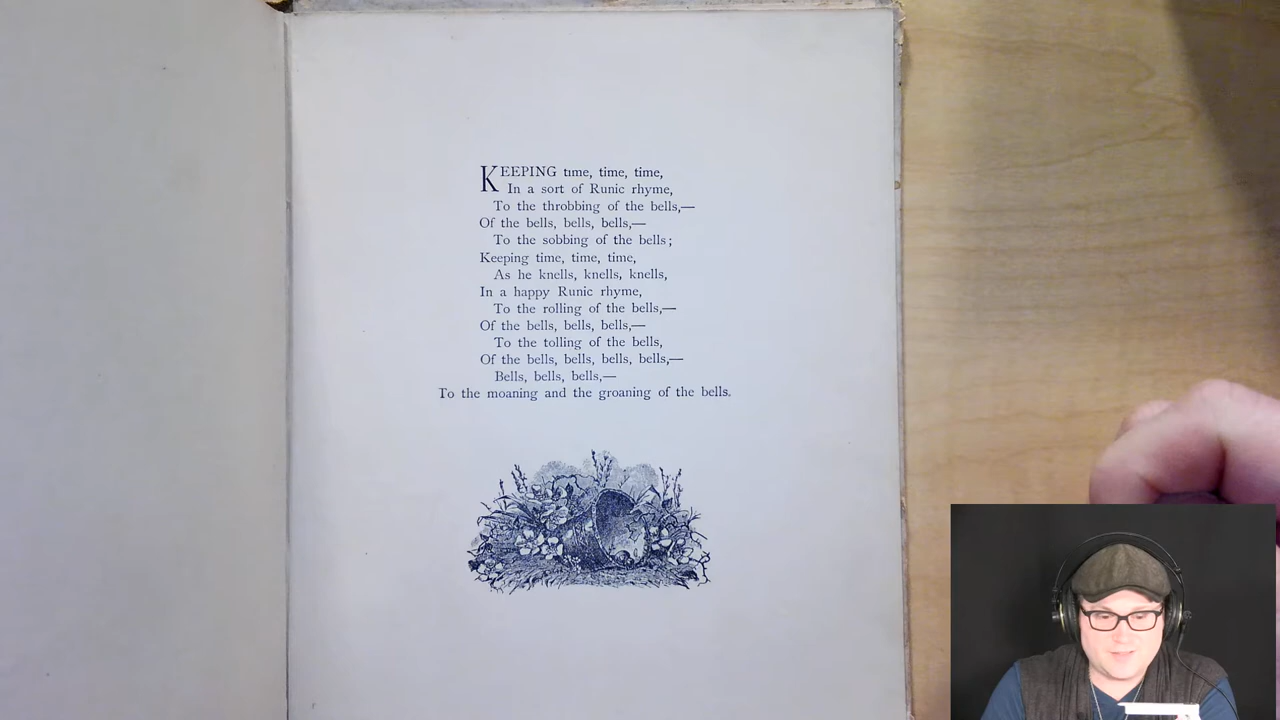 KEEPING time, time, time,
In a sort of Runic rhyme,
To the throbbing of the bells,—
Of the bells, bells, bells,—
To the sobbing of the bells;
Keeping time, time, time,
As he knells, knells, knells,
In a happy Runic rhyme,
To the rolling of the bells,—
Of the bells, bells, bells,—
To the tolling of the bells,
Of the bells, bells, bells, bells,—
Bells, bells, bells,—
To the moaning and the groaning of the bells.